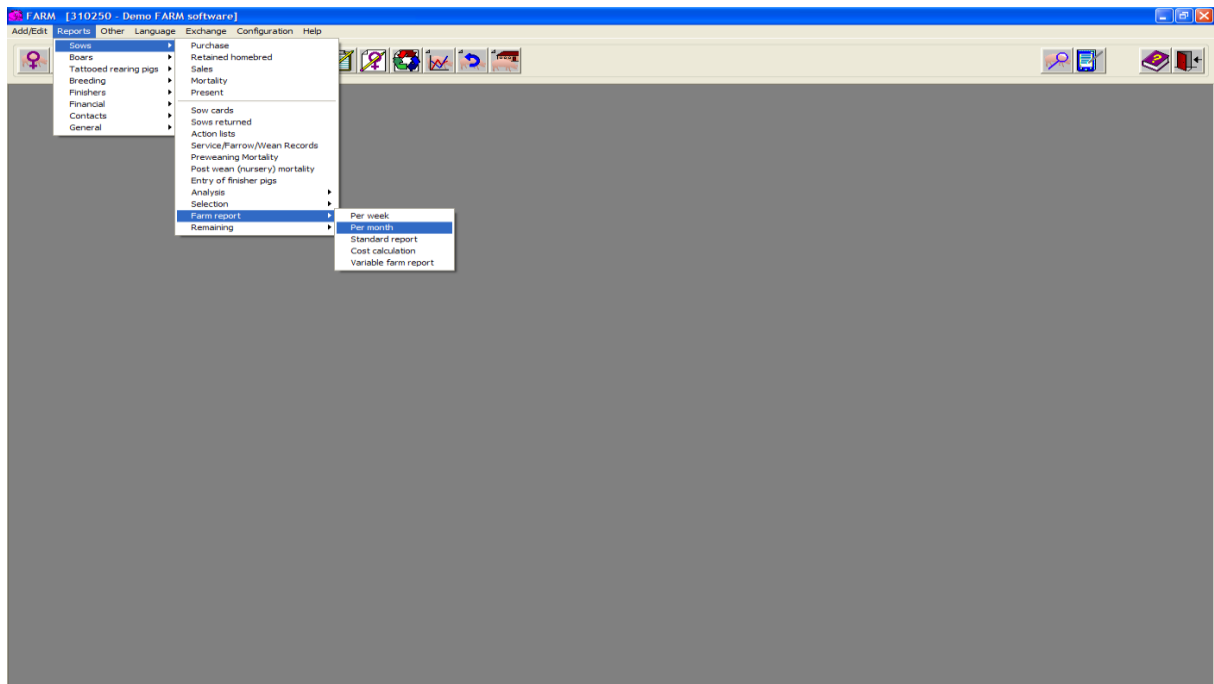 FARM [310250 - Demo FARM software]
Add/Edit Reports Other Language Exchange Configuration Help
Sows
Boars
Tattooed rearing pigs
Breeding
Finishers
Financial
Contacts
General
Purchase
Retained homebred
Sales
Mortality
Present
Sow cards
Sows returned
Action lists
Service/Farrow/Wean Records
Preweaning Mortality
Post wean (nursery) mortality
Entry of finisher pigs
Analysis
Selection
Farm report
Remaining
Per week
Per month
Standard report
Cost calculation
Variable farm report